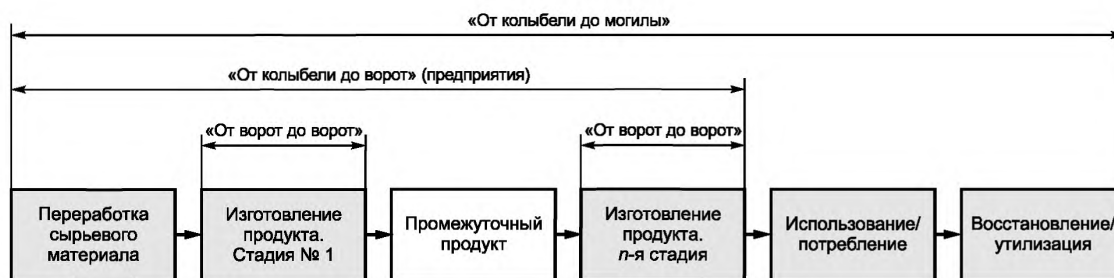 «От колыбели до могилы»
«От колыбели до ворот» (предприятия)
«От ворот до ворот»
«От ворот до ворот»
Переработка
сырьевого
материала
Изготовление
продукта.
Стадия № 1
Промежуточный
продукт
Изготовление
продукта.
n-я стадия
Использование/
потребление
Восстановление/
утилизация